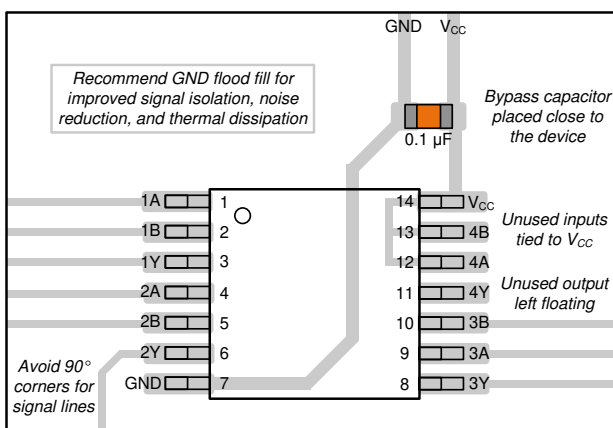 GND VCC
Recommend GND flood fill for
improved signal isolation, noise
reduction, and thermal dissipation
Bypass capacitor
placed close to
the device
0.1 µF
1A 1 14 VCC
1B 2 13 4B
1Y 3 12 4A
2A 4 11 4Y
2B 5 10 3B
2Y 6 9 3A
GND 7 8 3Y
Unused inputs
tied to VCC
Unused output
left floating
Avoid 90°
corners for
signal lines